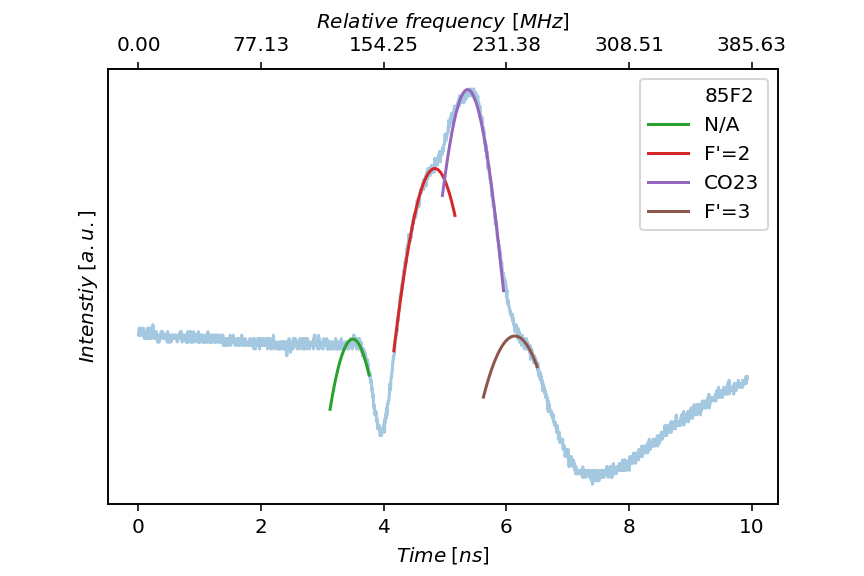 Relative frequency [MHz]
0.00 77.13 154.25 231.38 308.51 385.63
85F2
N/A
F'=2
CO23
F'=3
Intenstiy [a.u.]
0 2 4 6 8 10
Time [ns]